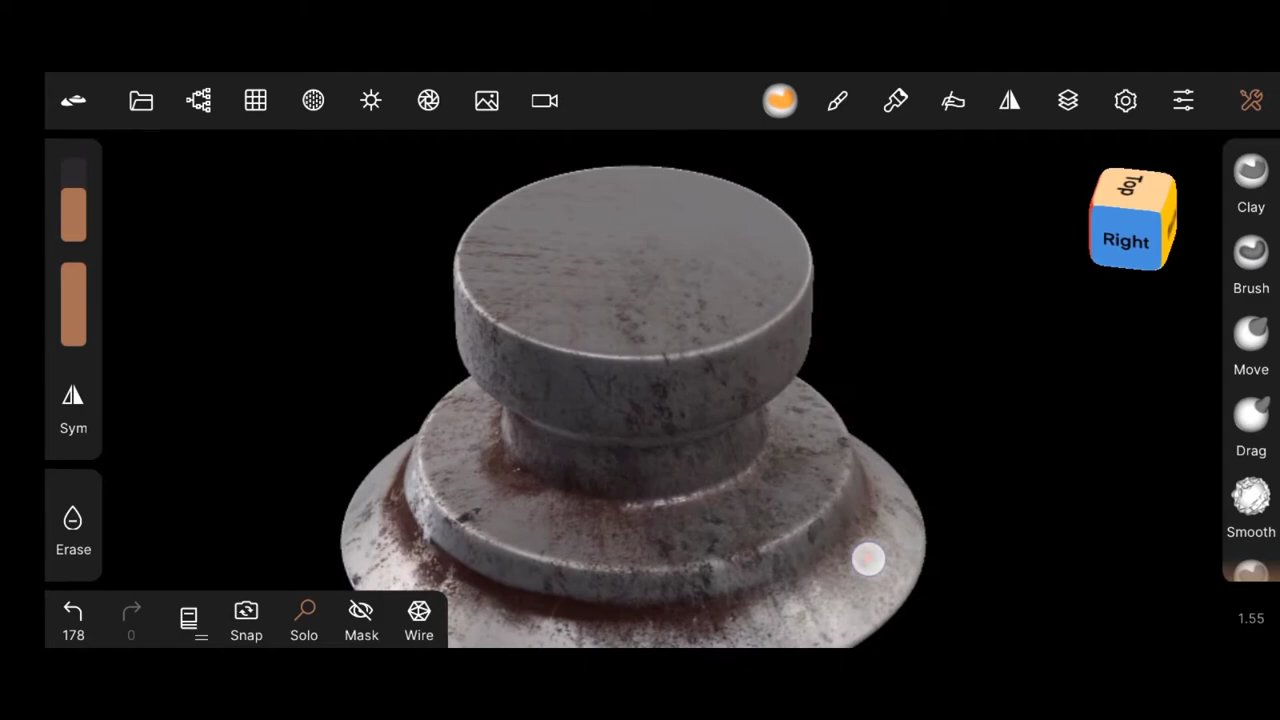 Top
Right
Clay
Brush
Move
Drag
Smooth
Sym
Erase
178
0
Snap
Solo
Mask
Wire
1.55